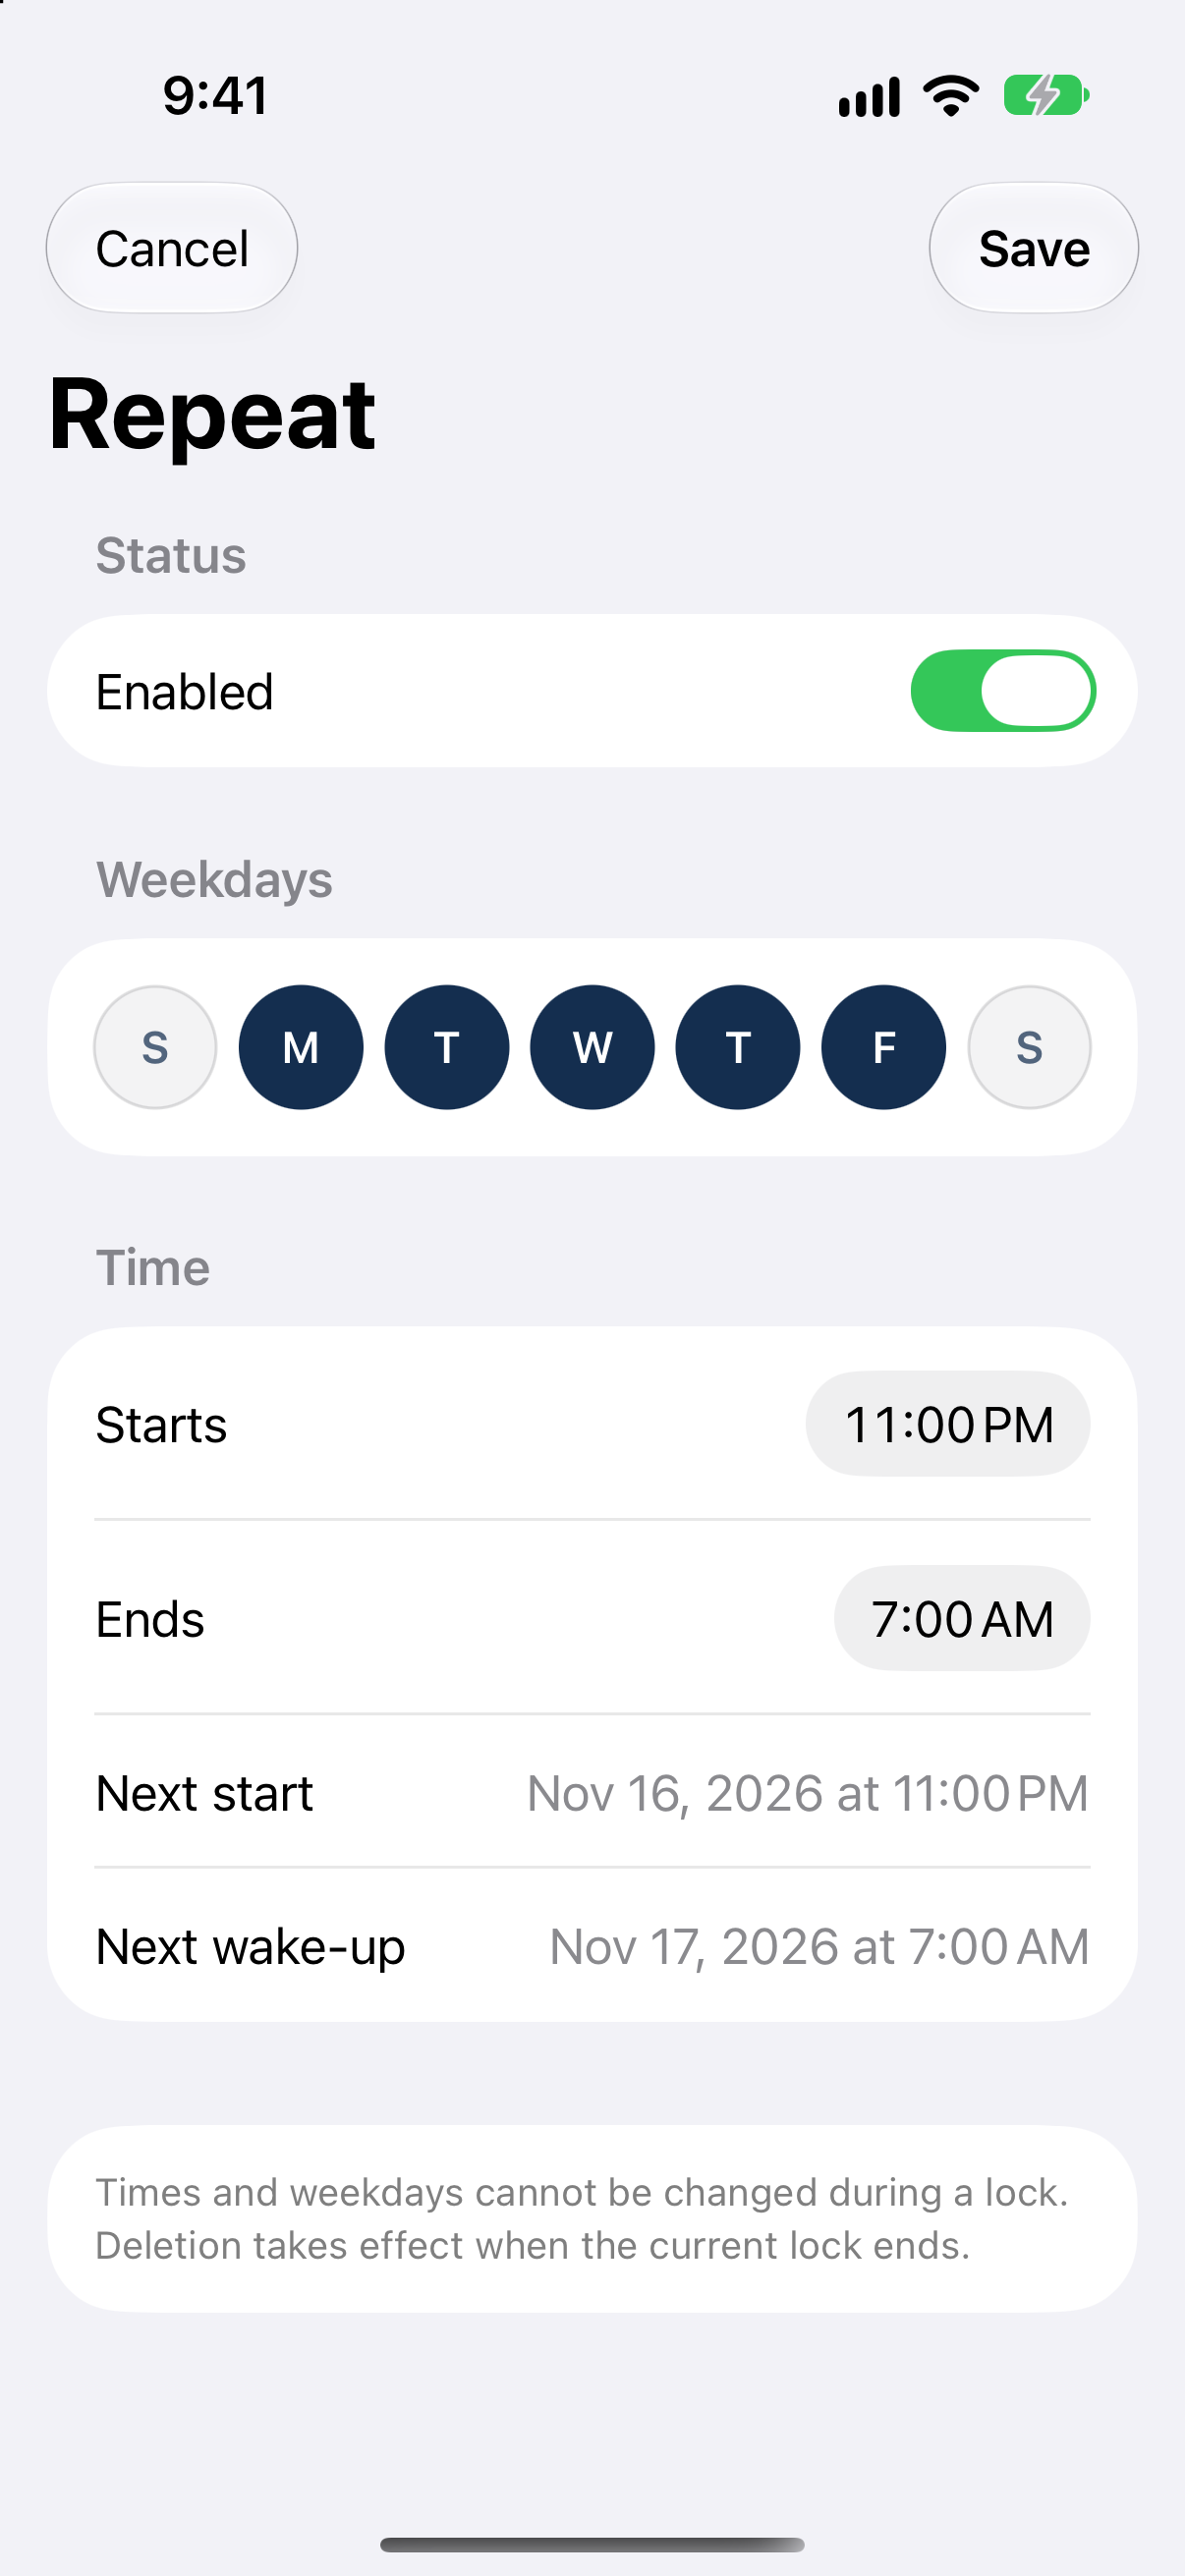 9:41
Cancel Save
Repeat
Status
Enabled
Weekdays
S M T W T F S
Time
Starts 11:00 PM
Ends 7:00 AM
Next start Nov 16, 2026 at 11:00 PM
Next wake-up Nov 17, 2026 at 7:00 AM
Times and weekdays cannot be changed during a lock.
Deletion takes effect when the current lock ends.